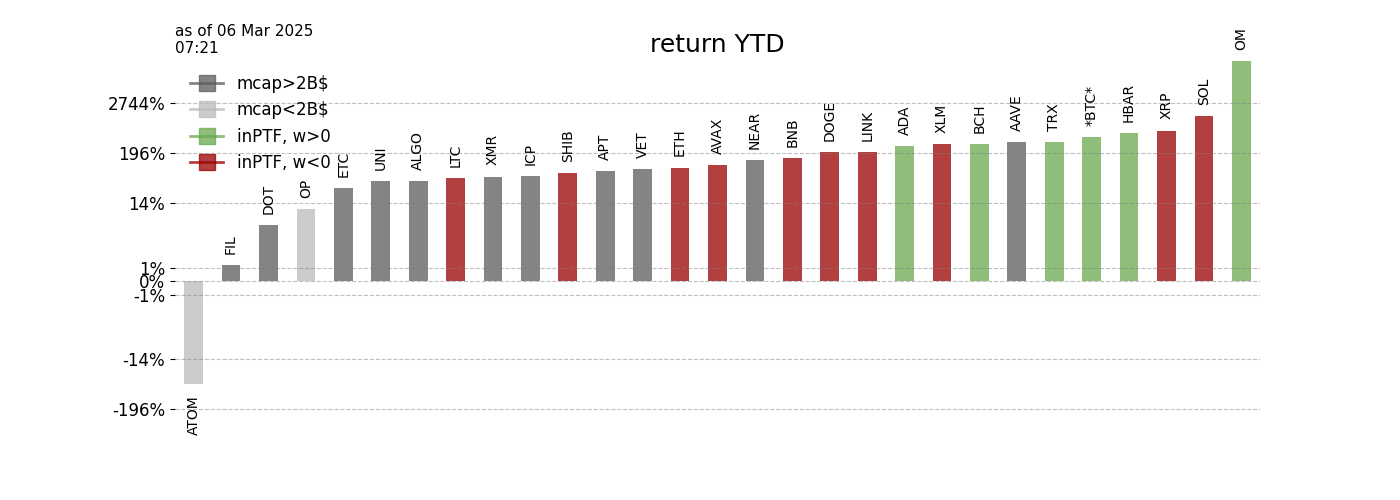 as of 06 Mar 2025
07:21
return YTD
mcap>2B$
mcap<2B$
inPTF, w>0
inPTF, w<0
2744%
196%
14%
1%
0%
-1%
-14%
-196%
ATOM
FIL
DOT
OP
ETC
UNI
ALGO
LTC
XMR
ICP
SHIB
APT
VET
ETH
AVAX
NEAR
BNB
DOGE
LINK
ADA
XLM
BCH
AAVE
TRX
*BTC*
HBAR
XRP
SOL
OM